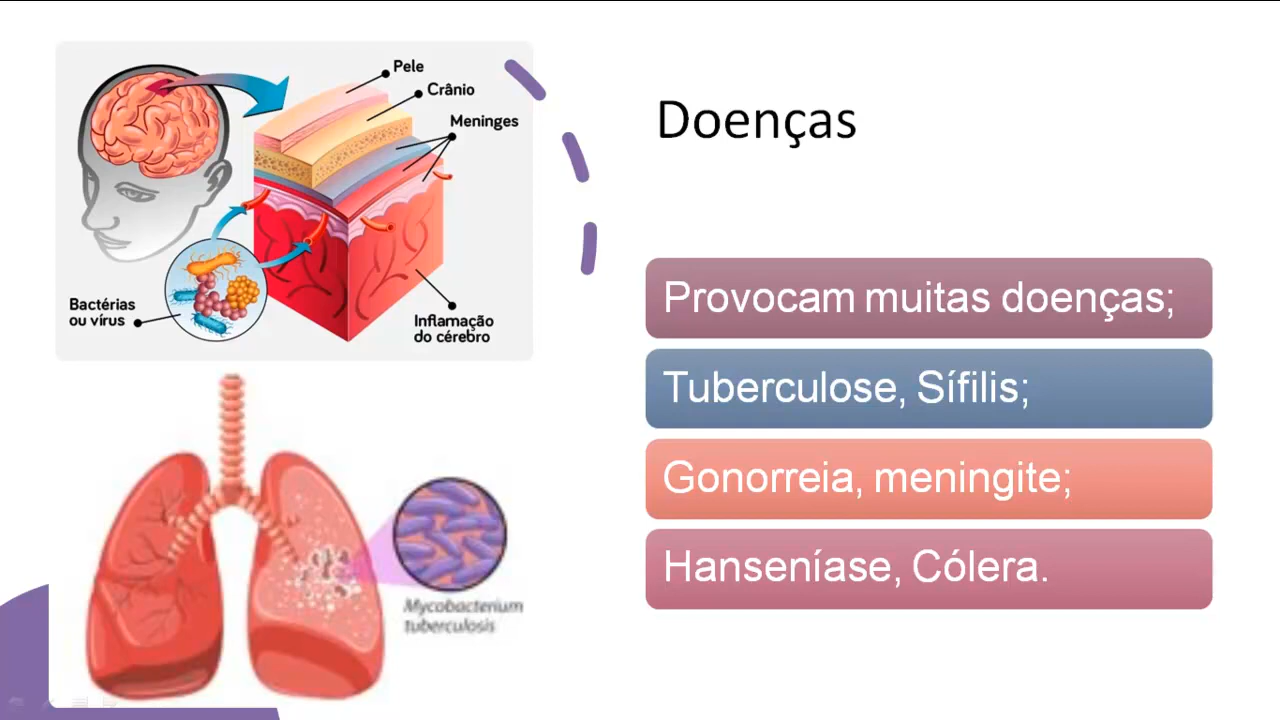 Pele
Crânio
Meninges
Bactérias
ou vírus
Inflamação
do cérebro
Mycobacterium
tuberculosis
Doenças
Provocam muitas doenças;
Tuberculose, Sífilis;
Gonorreia, meningite;
Hanseníase, Cólera.